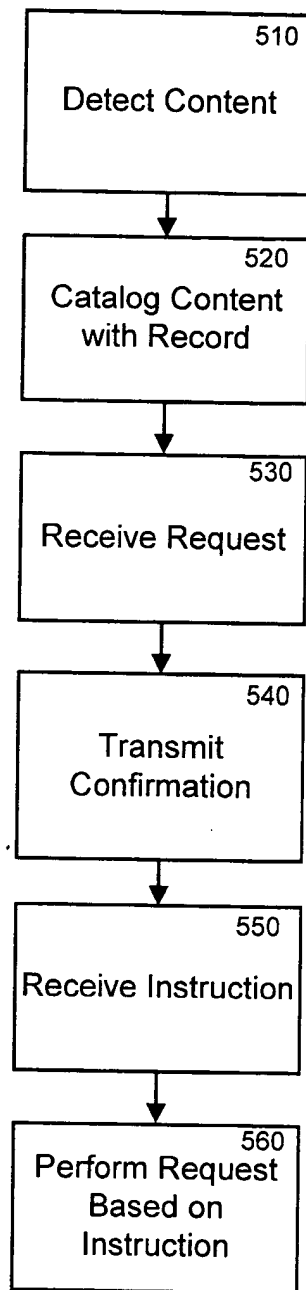 510
Detect Content
520
Catalog Content
with Record
530
Receive Request
540
Transmit
Confirmation
550
Receive Instruction
560
Perform Request
Based on
Instruction